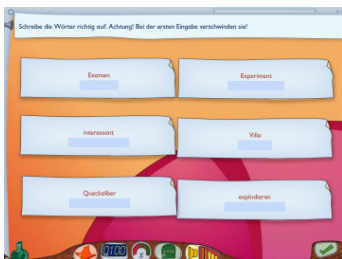 Schreibe die Wörter richtig auf. Achtung! Bei der ersten Eingabe verschwinden sie!
Examen
Experiment
interessant
Villa
Quecksilber
explodieren